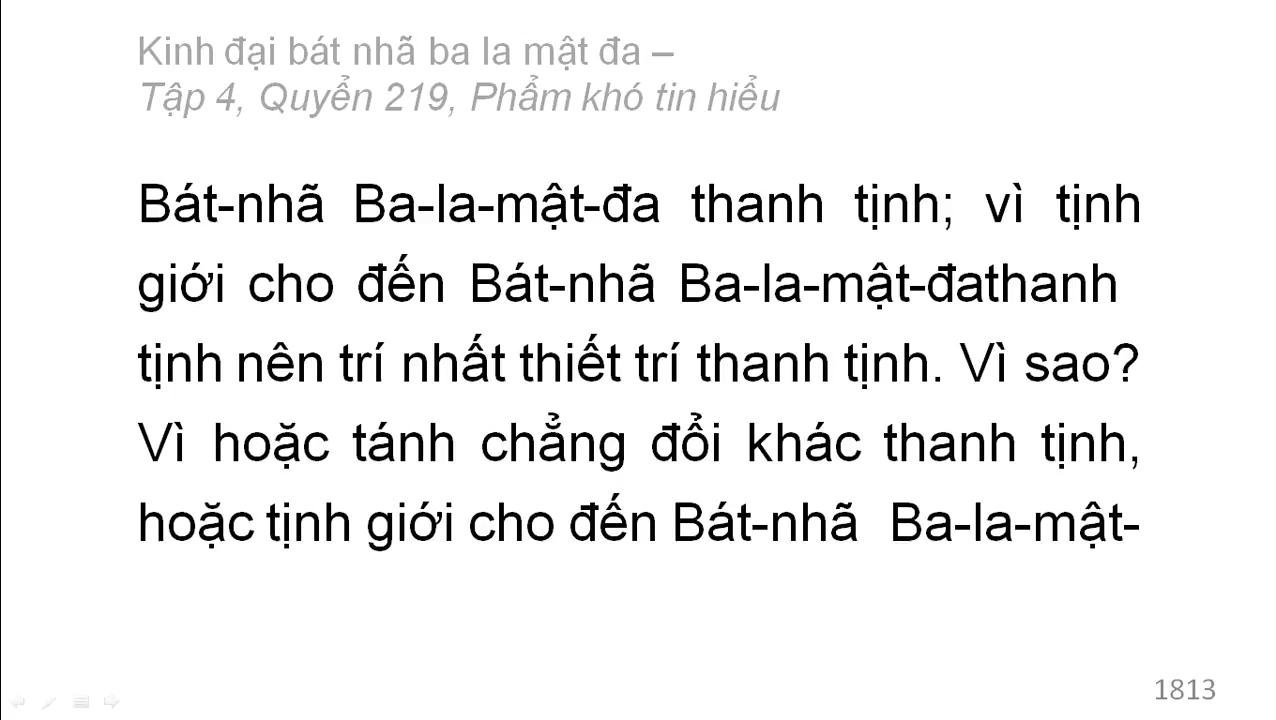 Kinh đại bát nhã ba la mật đa –
Tập 4, Quyển 219, Phẩm khó tin hiểu
Bát-nhã Ba-la-mật-đa thanh tịnh; vì tịnh
giới cho đến Bát-nhã Ba-la-mật-đathanh
tịnh nên trí nhất thiết trí thanh tịnh. Vì sao?
Vì hoặc tánh chẳng đổi khác thanh tịnh,
hoặc tịnh giới cho đến Bát-nhã Ba-la-mật-
1813